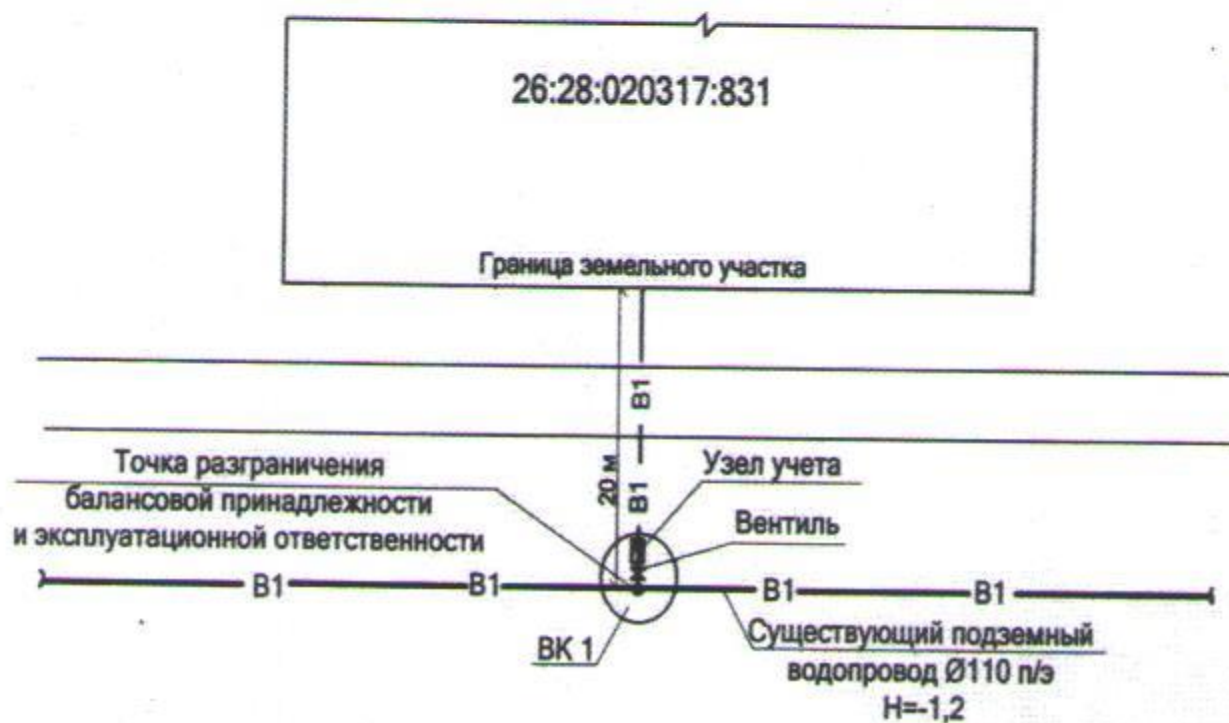 26:28:020317:831
Граница земельного участка
В1
Точка разграничения
балансовой принадлежности
и эксплуатационной ответственности
20 м
В1
Узел учета
Вентиль
В1
В1
В1
В1
ВК 1
Существующий подземный
водопровод Ø110 п/э
Н=-1,2